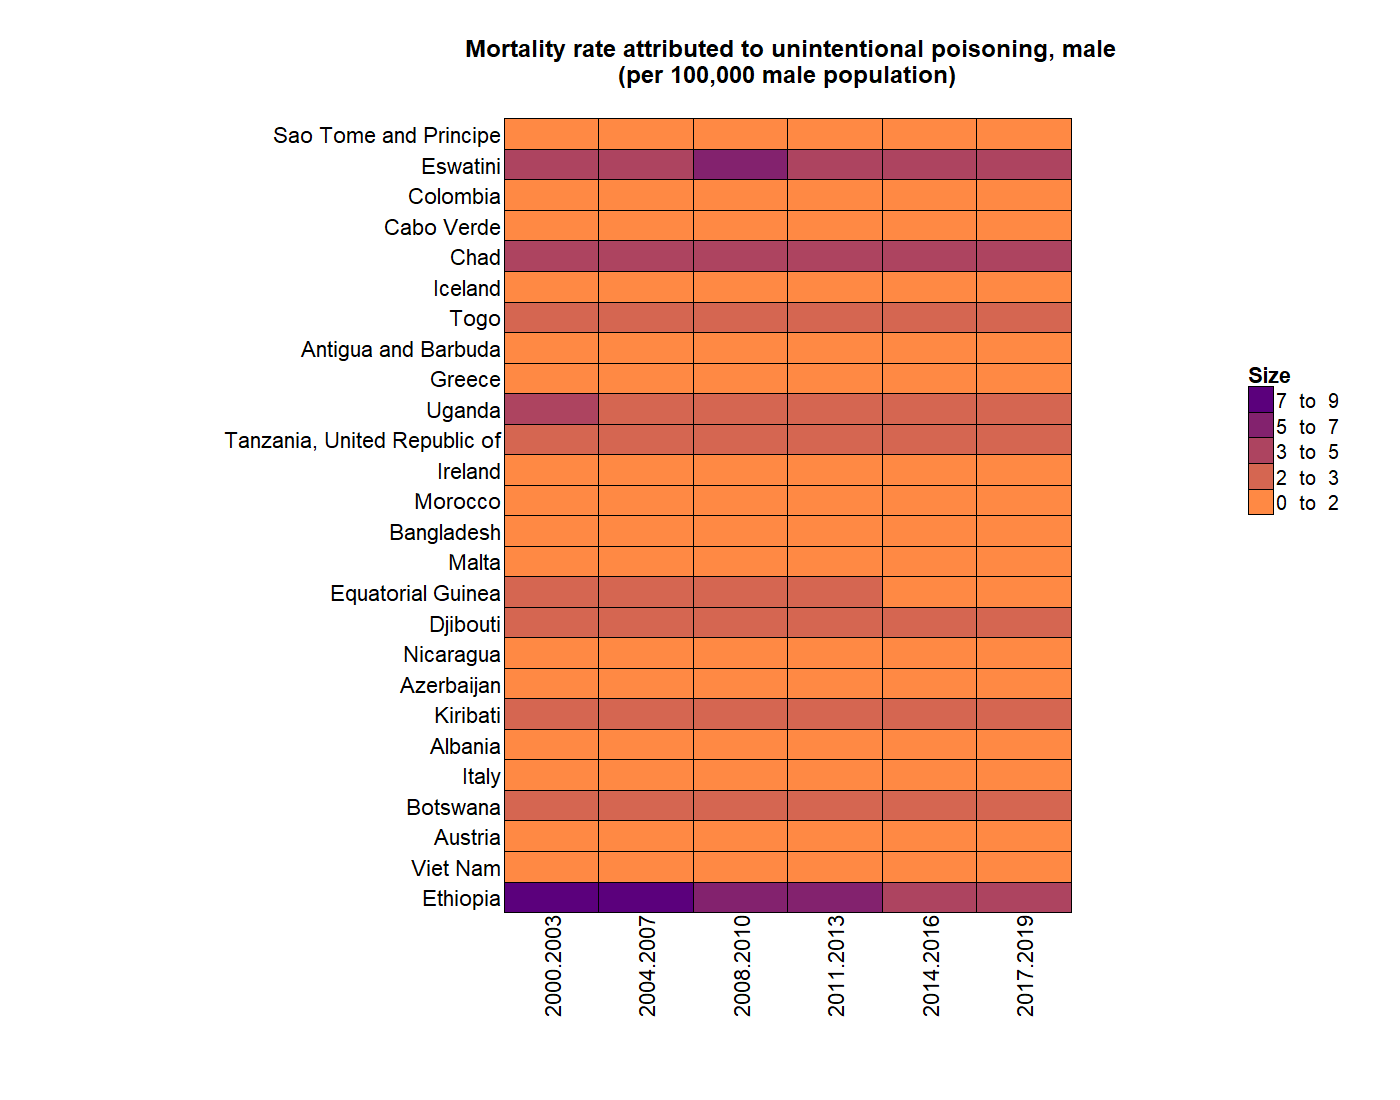 Mortality rate attributed to unintentional poisoning, male
(per 100,000 male population)
Sao Tome and Principe
Eswatini
Colombia
Cabo Verde
Chad
Iceland
Togo
Antigua and Barbuda
Greece
Uganda
Tanzania, United Republic of
Ireland
Morocco
Bangladesh
Malta
Equatorial Guinea
Djibouti
Nicaragua
Azerbaijan
Kiribati
Albania
Italy
Botswana
Austria
Viet Nam
Ethiopia
2000.2003
2004.2007
2008.2010
2011.2013
2014.2016
2017.2019
Size
7 to 9
5 to 7
3 to 5
2 to 3
0 to 2